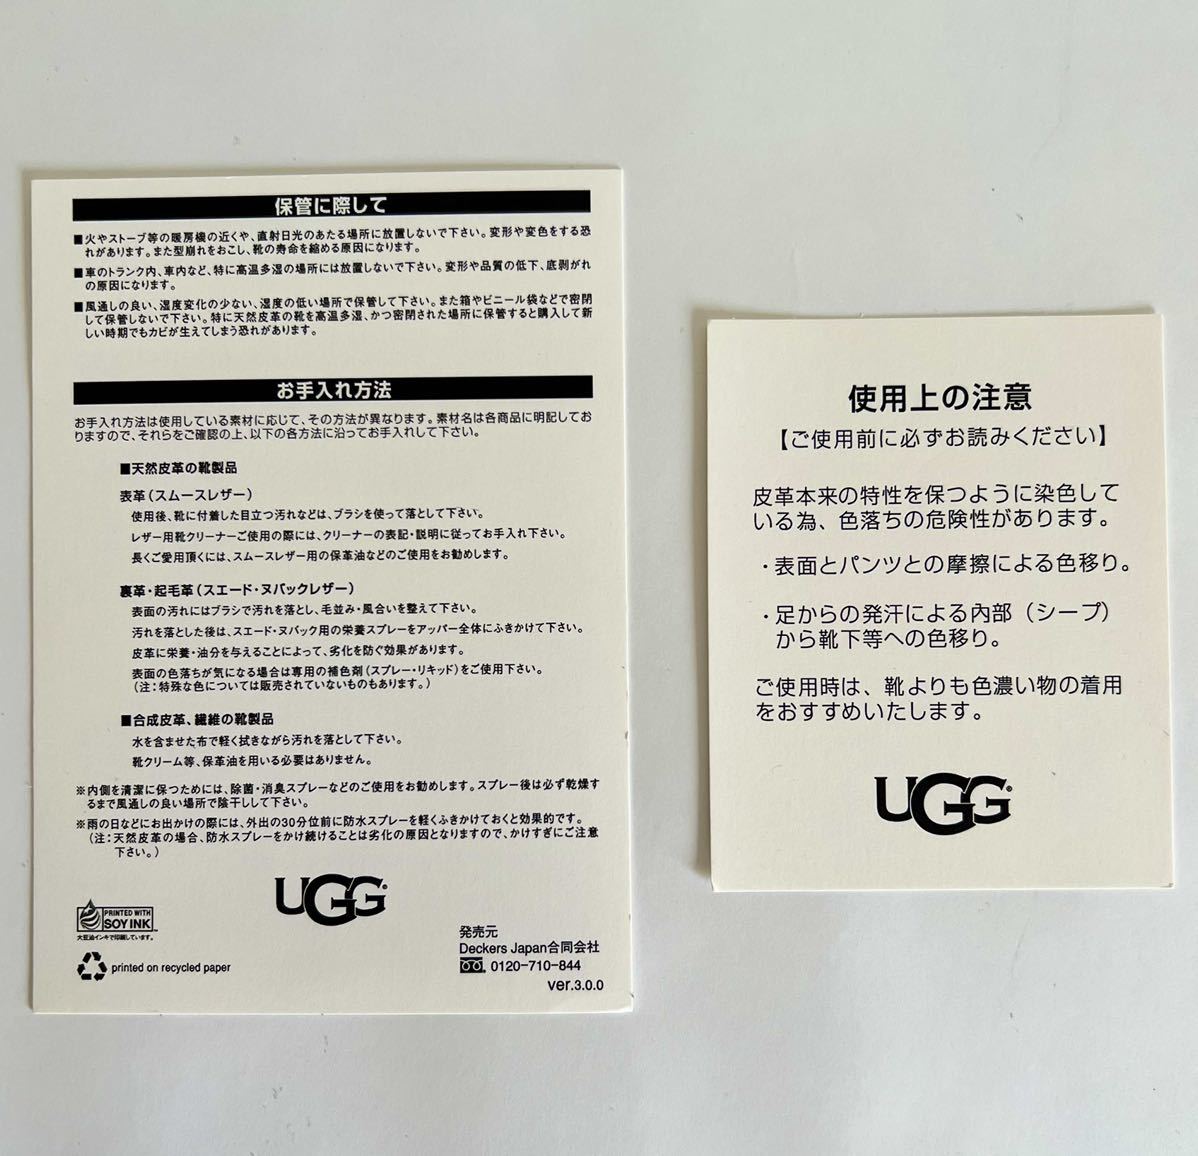 保管に際して
■火やストーブ等の暖房機の近くや、直射日光のあたる場所に放置しないで下さい。変形や変色をする恐
れがあります。また型崩れをおこし、靴の寿命を縮める原因になります。
■車のトランク内、車内など、特に高温多湿の場所には放置しないで下さい。変形や品質の低下、底剥がれ
の原因になります。
■風通しの良い、湿度変化の少ない、湿度の低い場所で保管して下さい。また箱やビニール袋などで密閉
して保管しないで下さい。特に天然皮革の靴を高温多湿、かつ密閉された場所に保管すると購入して新
しい時期でもカビが生えてしまう恐れがあります。
お手入れ方法
お手入れ方法は使用している素材に応じて、その方法が異なります。素材名は各商品に明記してお
りますので、それらをご確認の上、以下の各方法に沿ってお手入れして下さい。
■天然皮革の靴製品
表革（スムースレザー）
使用後、靴に付着した目立つ汚れなどは、ブラシを使って落として下さい。
レザー用靴クリーナーご使用の際には、クリーナーの表記・説明に従ってお手入れ下さい。
長くご愛用頂くには、スムースレザー用の保革油などのご使用をお勧めします。
裏革・起毛革（スエード・ヌバックレザー）
表面の汚れにはブラシで汚れを落とし、毛並み・風合いを整えて下さい。
汚れを落とした後は、スエード・ヌバック用の栄養スプレーをアッパー全体にふきかけて下さい。
皮革に栄養・油分を与えることによって、劣化を防ぐ効果があります。
表面の色落ちが気になる場合は専用の補色剤（スプレー・リキッド）をご使用下さい。
（注：特殊な色については販売されていないものもあります。）
■合成皮革、繊維の靴製品
水を含ませた布で軽く拭きながら汚れを落として下さい。
靴クリーム等、保革油を用いる必要はありません。
※内側を清潔に保つためには、除菌・消臭スプレーなどのご使用をお勧めします。スプレー後は必ず乾燥す
るまで風通しの良い場所で陰干しして下さい。
※雨の日などにお出かけの際には、外出の30分位前に防水スプレーを軽くふきかけておくと効果的です。
（注：天然皮革の場合、防水スプレーをかけ続けることは劣化の原因となりますので、かけすぎにご注意
下さい。）
UGG®
PRINTED WITH
SOY INK
大豆油インキで印刷しています。
printed on recycled paper
発売元
Deckers Japan合同会社
0120-710-844
ver.3.0.0
使用上の注意
【ご使用前に必ずお読みください】
皮革本来の特性を保つように染色して
いる為、色落ちの危険性があります。
・表面とパンツとの摩擦による色移り。
・足からの発汗による内部（シープ）
から靴下等への色移り。
ご使用時は、靴よりも色濃い物の着用
をおすすめいたします。
UGG®